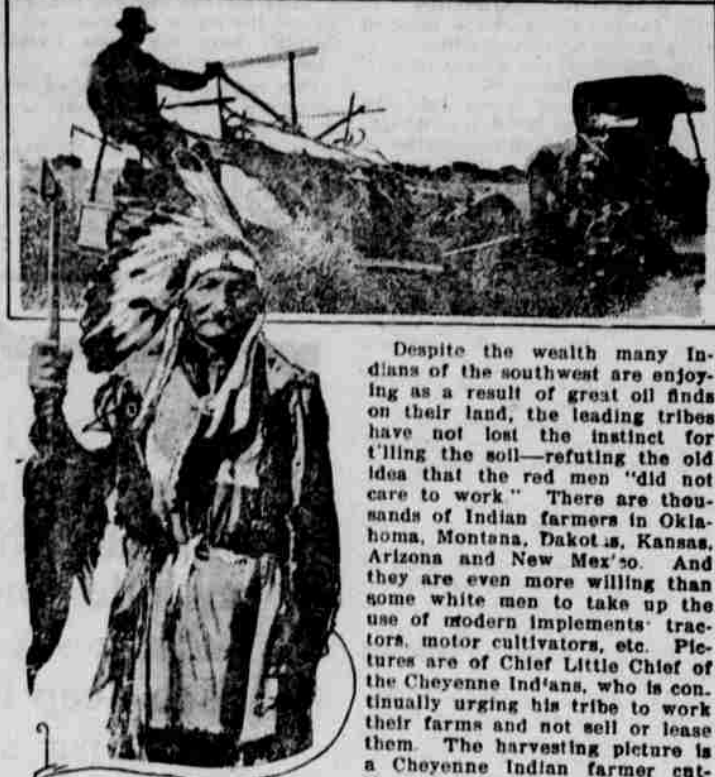 Despite the wealth many In-
dians of the southwest are enjoy-
ing as a result of great oil finds
on their land, the leading tribes
have not lost the instinct for
t'lling the soil—refuting the old
idea that the red men "did not
care to work" There are thou-
sands of Indian farmers in Okla-
homa, Montana, Dakotas, Kansas,
Arizona and New Mex'co. And
they are even more willing than
some white men to take up the
use of modern implements trac-
tors, motor cultivators, etc. Pic-
tures are of Chief Little Chief of
the Cheyenne Ind'ans, who is con-
tinually urging his tribe to work
their farms and not sell or lease
them. The harvesting picture is
a Cheyenne Indian farmer cut-